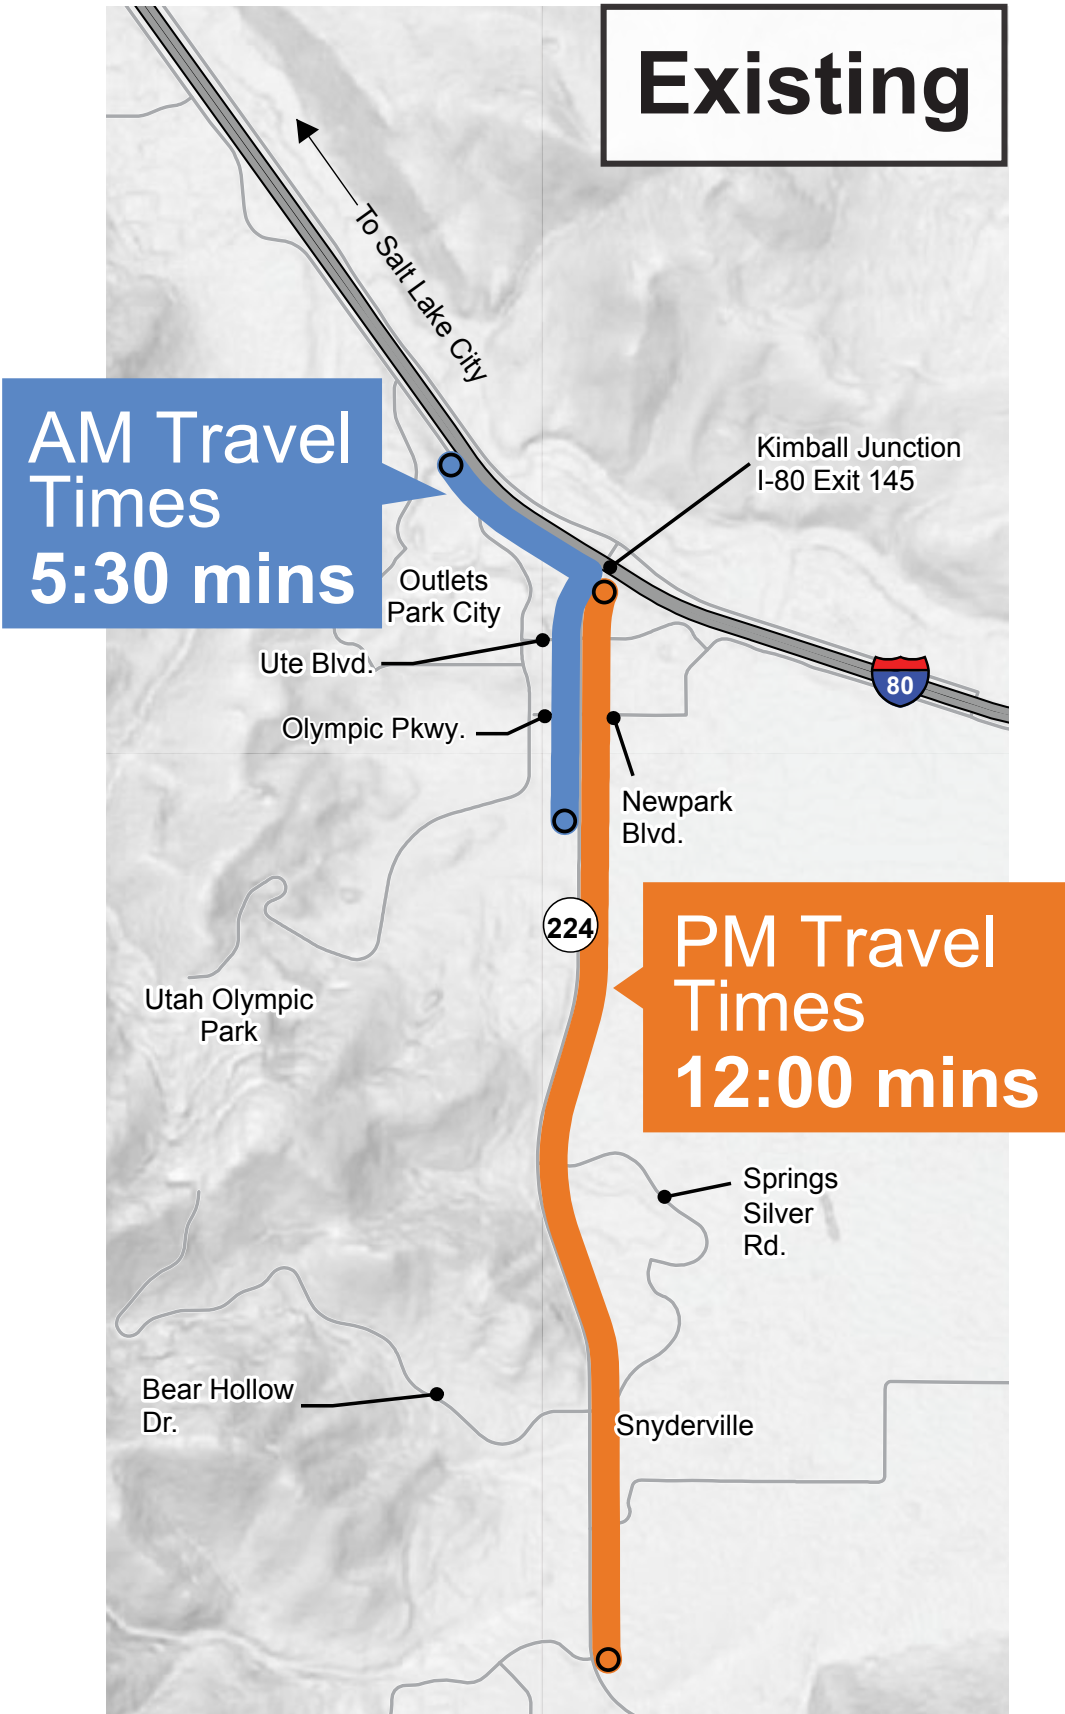 Existing
To Salt Lake City
AM Travel
Times
5:30 mins
Kimball Junction
I-80 Exit 145
Outlets
Park City
Ute Blvd.
80
Olympic Pkwy.
Newpark
Blvd.
224
PM Travel
Times
12:00 mins
Utah Olympic
Park
Springs
Silver
Rd.
Bear Hollow
Dr.
Snyderville